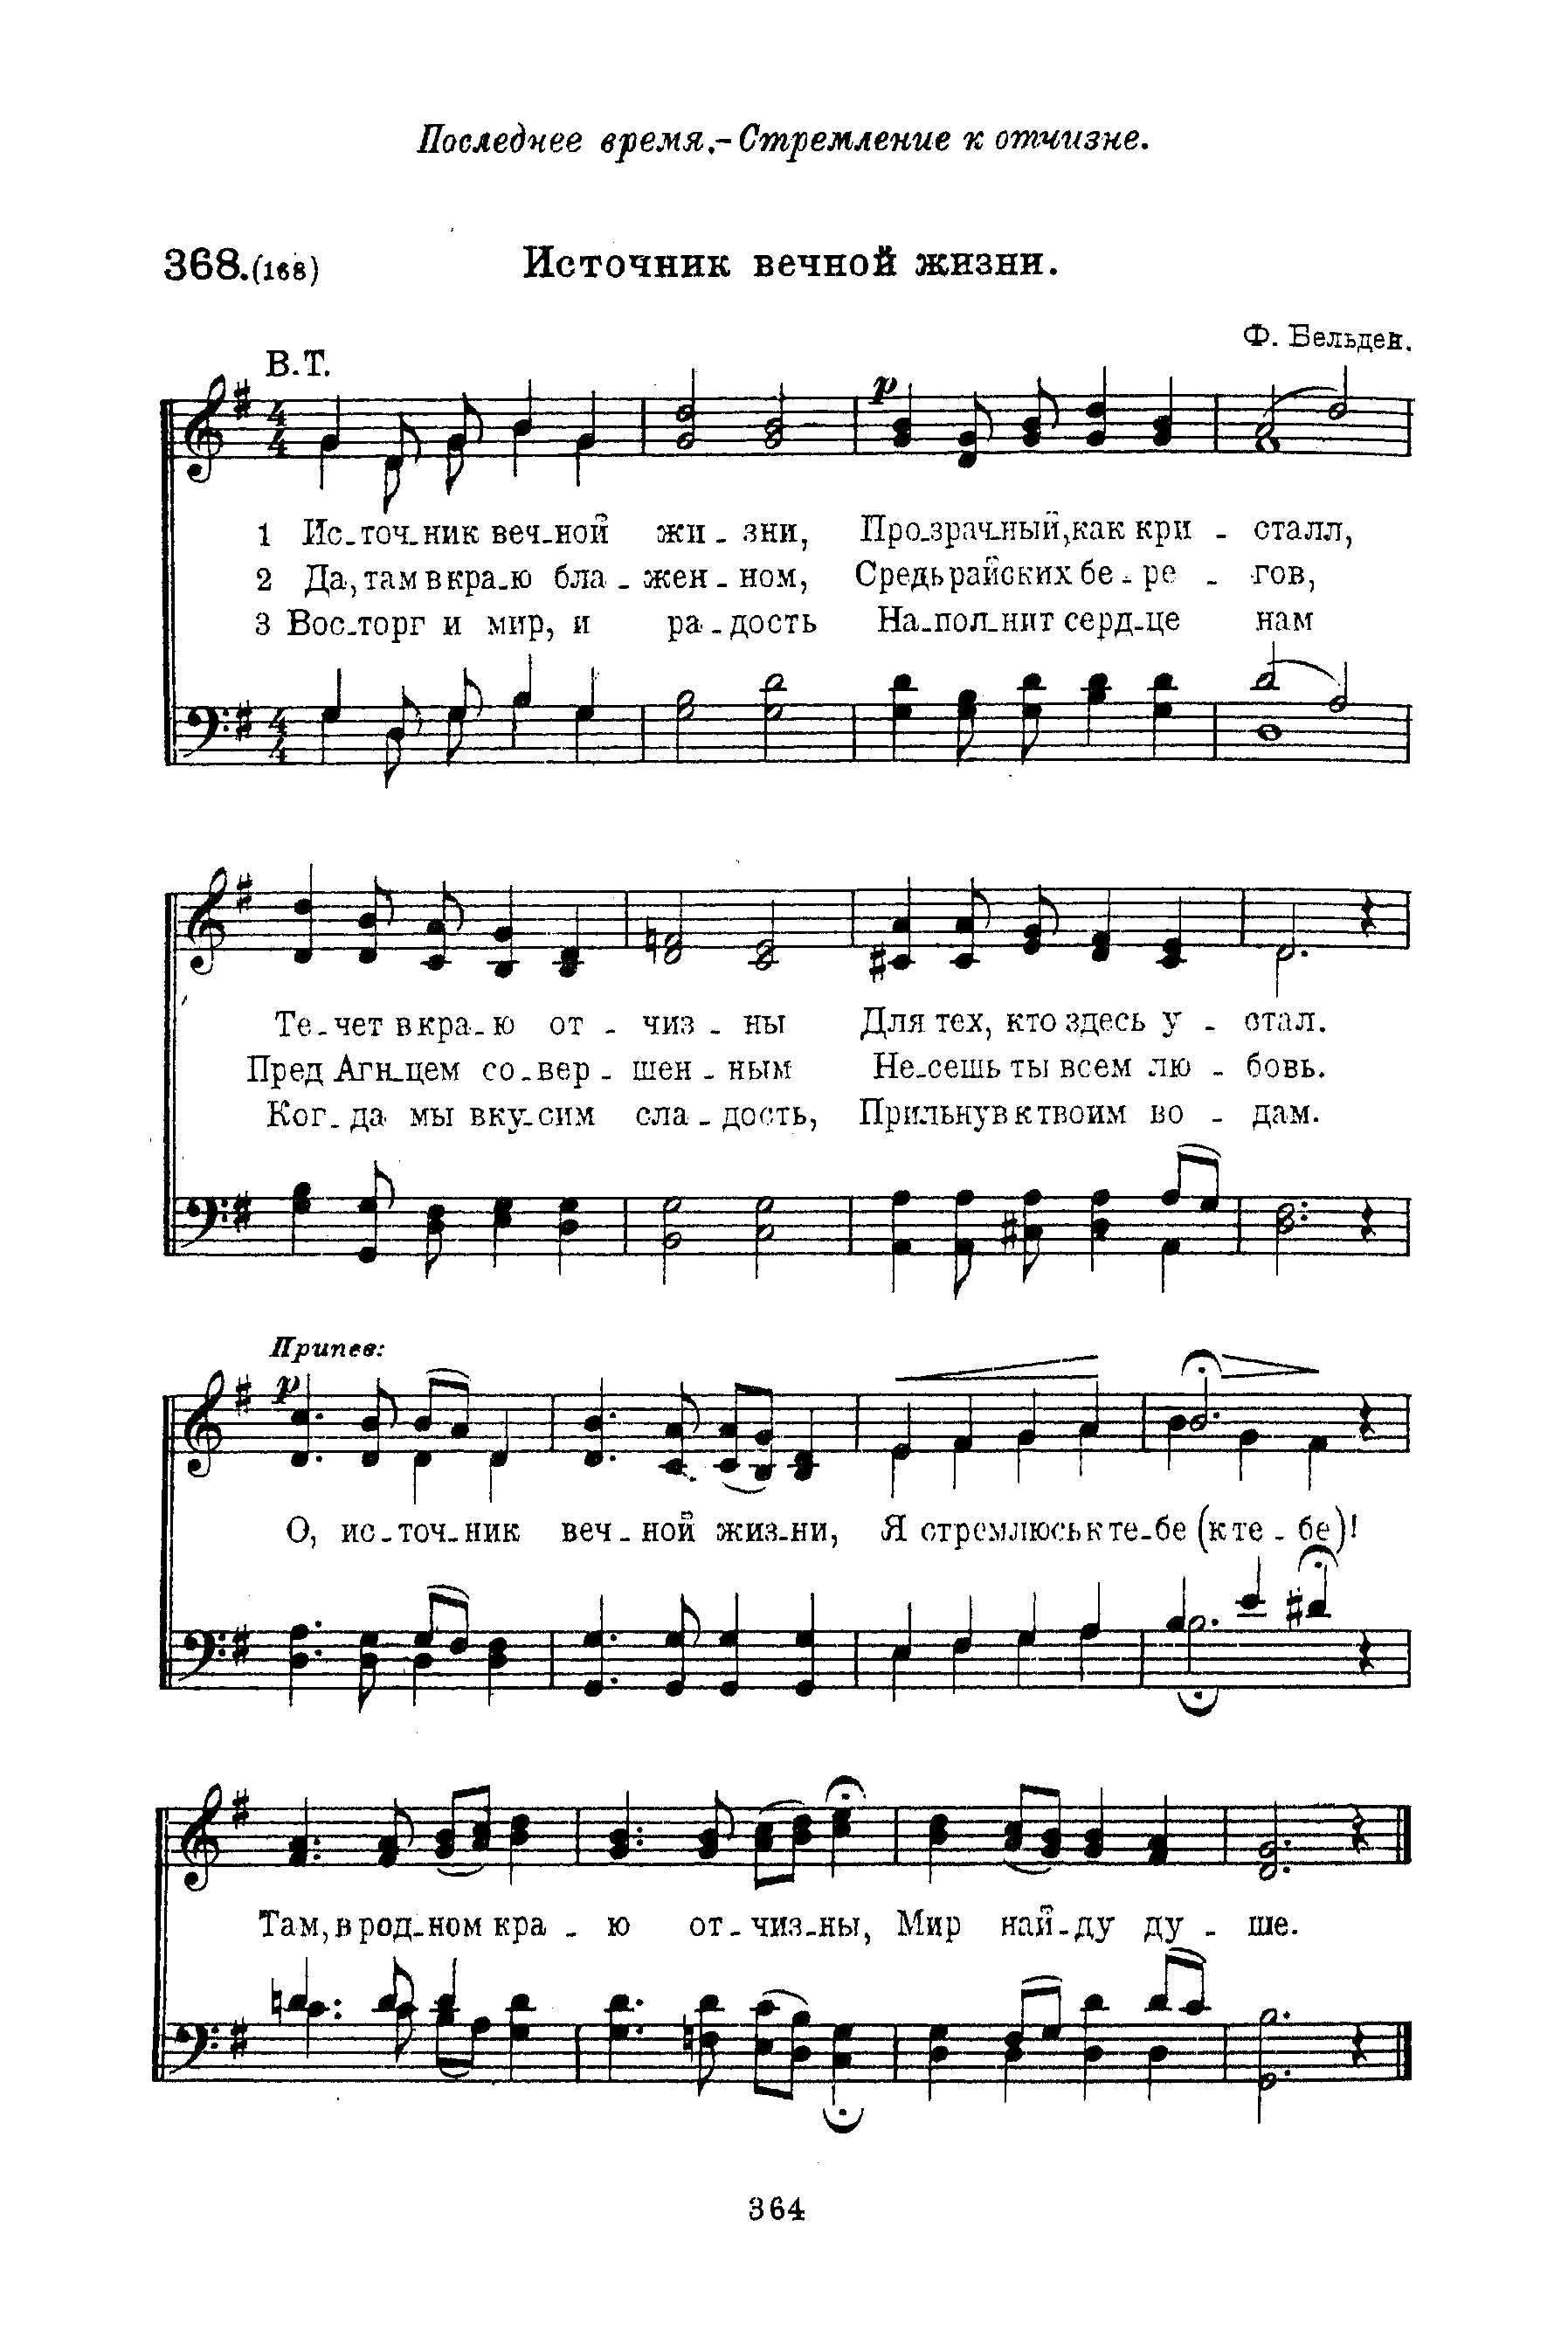 Последнее время.-Стремление к отчизне.
368.(168) Источник вечной жизни.
Ф. Бельден.
В.Т.
p
1 Ис-точ-ник веч-ной жи-зни, Про-зрач-ный, как кри-сталл,
2 Да, там в кра-ю бла-жен-ном, Средь райских бе-ре-гов,
3 Вос-торг и мир, и ра-дость На-пол-нит серд-це нам
Те-чет в кра-ю от-чиз-ны Для тех, кто здесь у-стал.
Пред Агн-цем со-вер-шен-ным Не-сешь ты всем лю-бовь.
Ког-да мы вку-сим сла-дость, Прильнув к твоим во-дам.
Припев:
p
О, ис-точ-ник веч-ной жиз-ни, Я стремлюсь к те-бе (к те-бе)!
Там, в род-ном кра-ю от-чиз-ны, Мир най-ду ду-ше.
364